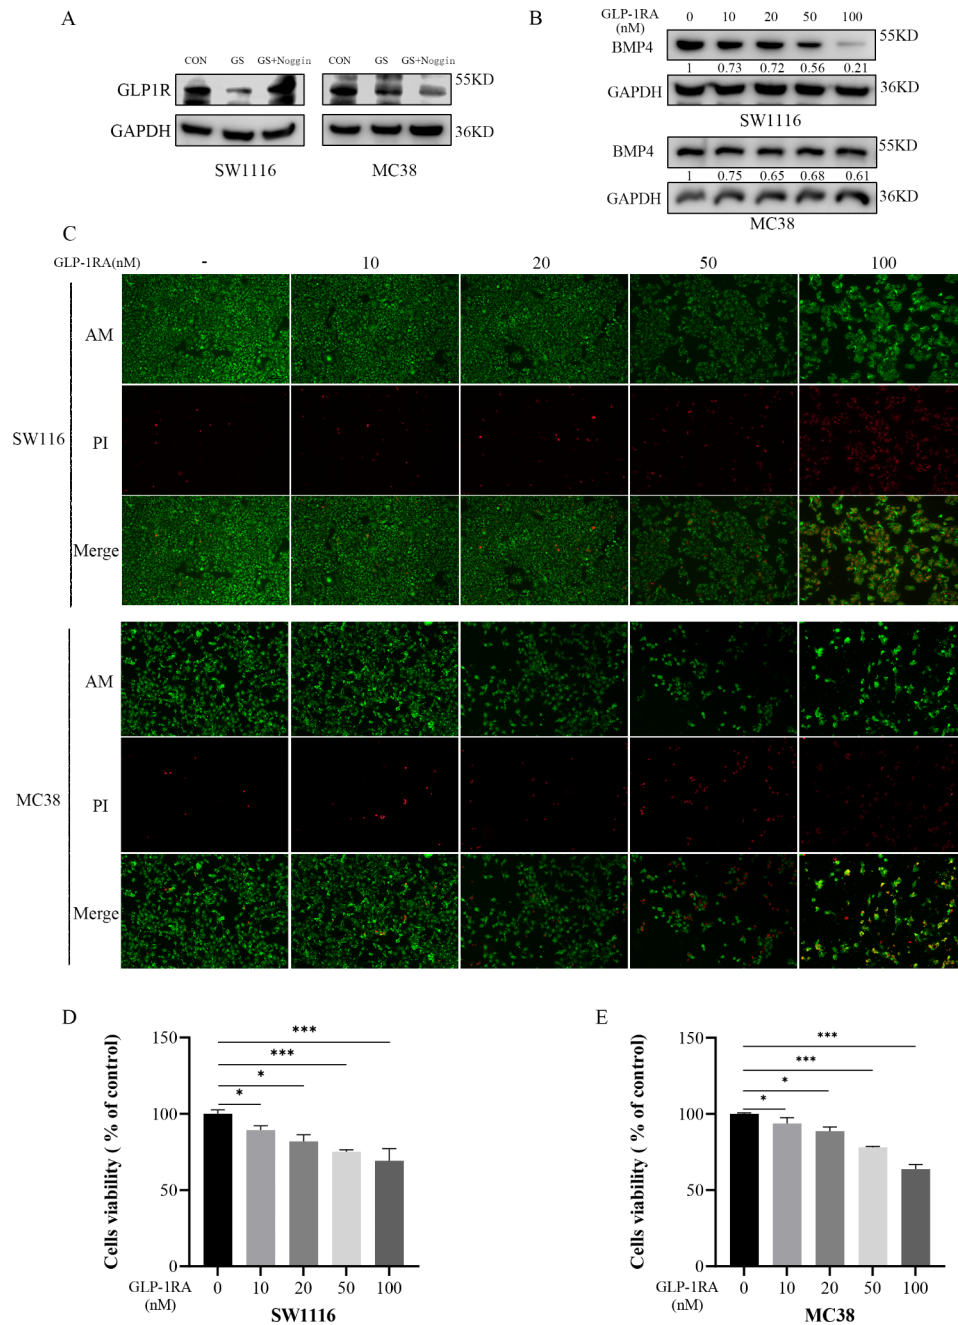 A
CON GS GS+Noggin CON GS GS+Noggin
GLP1R 55KD
GAPDH 36KD
SW1116 MC38
B
GLP-1RA
(nM) 0 10 20 50 100
BMP4 55KD
1 0.73 0.72 0.56 0.21
GAPDH 36KD
SW1116
BMP4 55KD
1 0.75 0.65 0.68 0.61
GAPDH 36KD
MC38
C
GLP-1RA(nM) - 10 20 50 100
AM
SW116 PI
Merge
AM
MC38 PI
Merge
D
Cells viability ( % of control)
150
100
50
0
***
***
*
*
GLP-1RA
(nM) 0 10 20 50 100
SW1116
E
Cells viability ( % of control)
150
100
50
0
***
***
*
*
GLP-1RA
(nM) 0 10 20 50 100
MC38